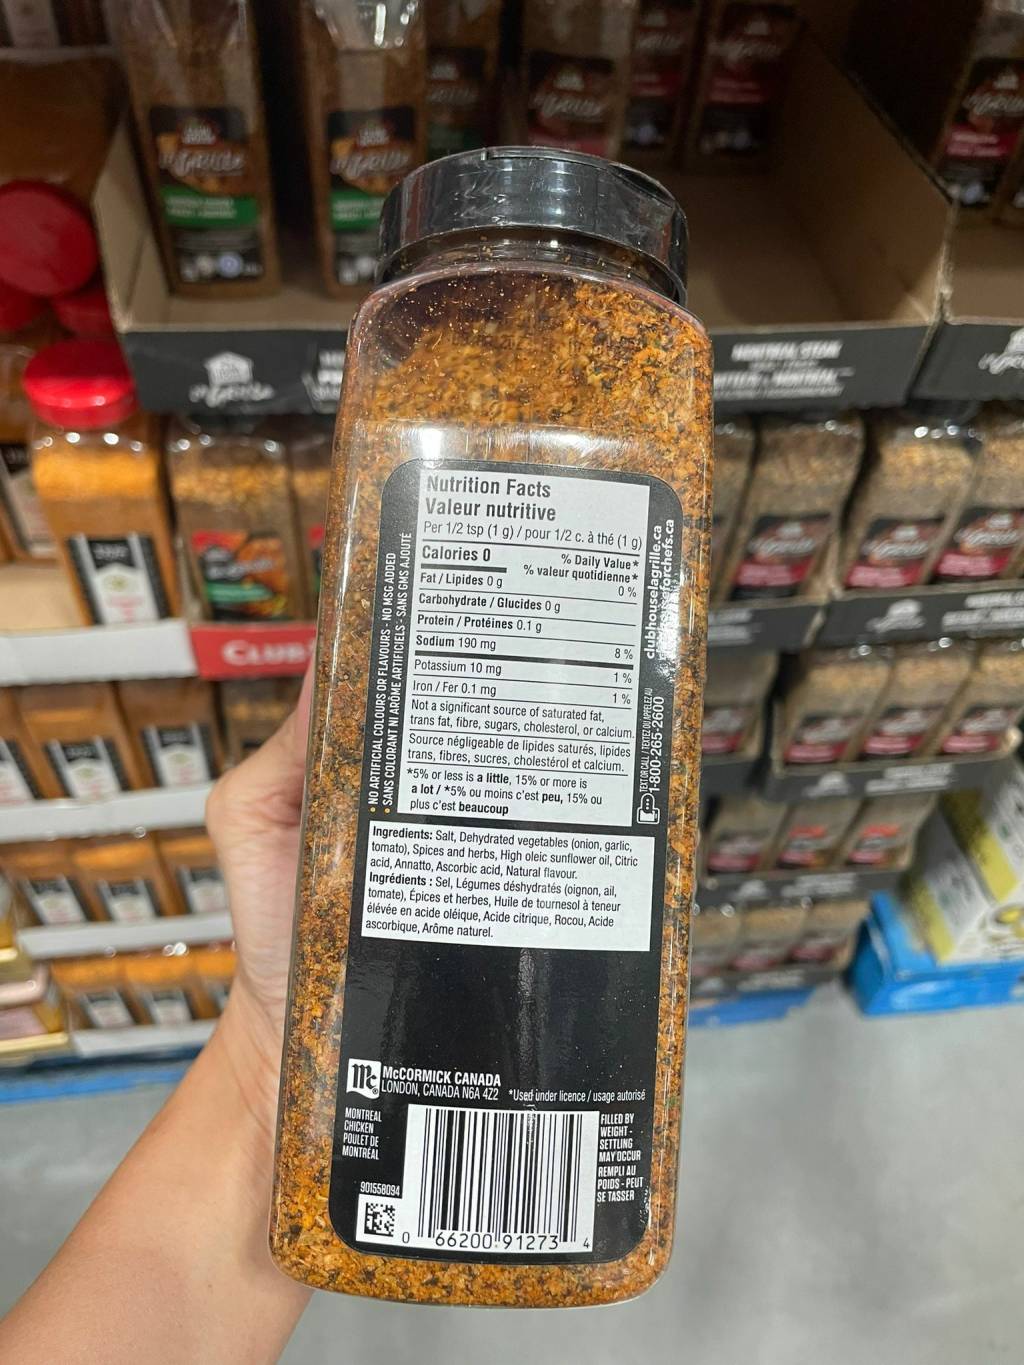 Nutrition Facts
Valeur nutritive
Per 1/2 tsp (1 g) / pour 1/2 c. à thé (1 g)
Calories 0
% Daily Value*
% valeur quotidienne*
Fat / Lipides 0 g 0 %
Carbohydrate / Glucides 0 g
Protein / Protéines 0.1 g
Sodium 190 mg 8 %
Potassium 10 mg 1 %
Iron / Fer 0.1 mg 1 %
Not a significant source of saturated fat,
trans fat, fibre, sugars, cholesterol, or calcium.
Source négligeable de lipides saturés, lipides
trans, fibres, sucres, cholestérol et calcium.
*5% or less is a little, 15% or more is
a lot / *5% ou moins c'est peu, 15% ou
plus c'est beaucoup
• NO ARTIFICIAL COLOURS OR FLAVOURS - NO MSG ADDED
• SANS COLORANT NI ARÔME ARTIFICIELS - SANS GMS AJOUTÉ
clubhouselagrille.ca
TEXT OR CALL / TEXTEZ OU APPELEZ AU
1-800-265-2600
Ingredients: Salt, Dehydrated vegetables (onion, garlic,
tomato), Spices and herbs, High oleic sunflower oil, Citric
acid, Annatto, Ascorbic acid, Natural flavour.
Ingrédients : Sel, Légumes déshydratés (oignon, ail,
tomate), Épices et herbes, Huile de tournesol à teneur
élévée en acide oléique, Acide citrique, Rocou, Acide
ascorbique, Arôme naturel.
Mc
McCORMICK CANADA
LONDON, CANADA N6A 4Z2 *Used under licence / usage autorisé
MONTREAL
CHICKEN
POULET DE
MONTRÉAL
FILLED BY
WEIGHT -
SETTLING
MAY OCCUR
REMPLI AU
POIDS - PEUT
SE TASSER
901558094
0 66200 91273 4
MONTREAL STEAK
CLUB